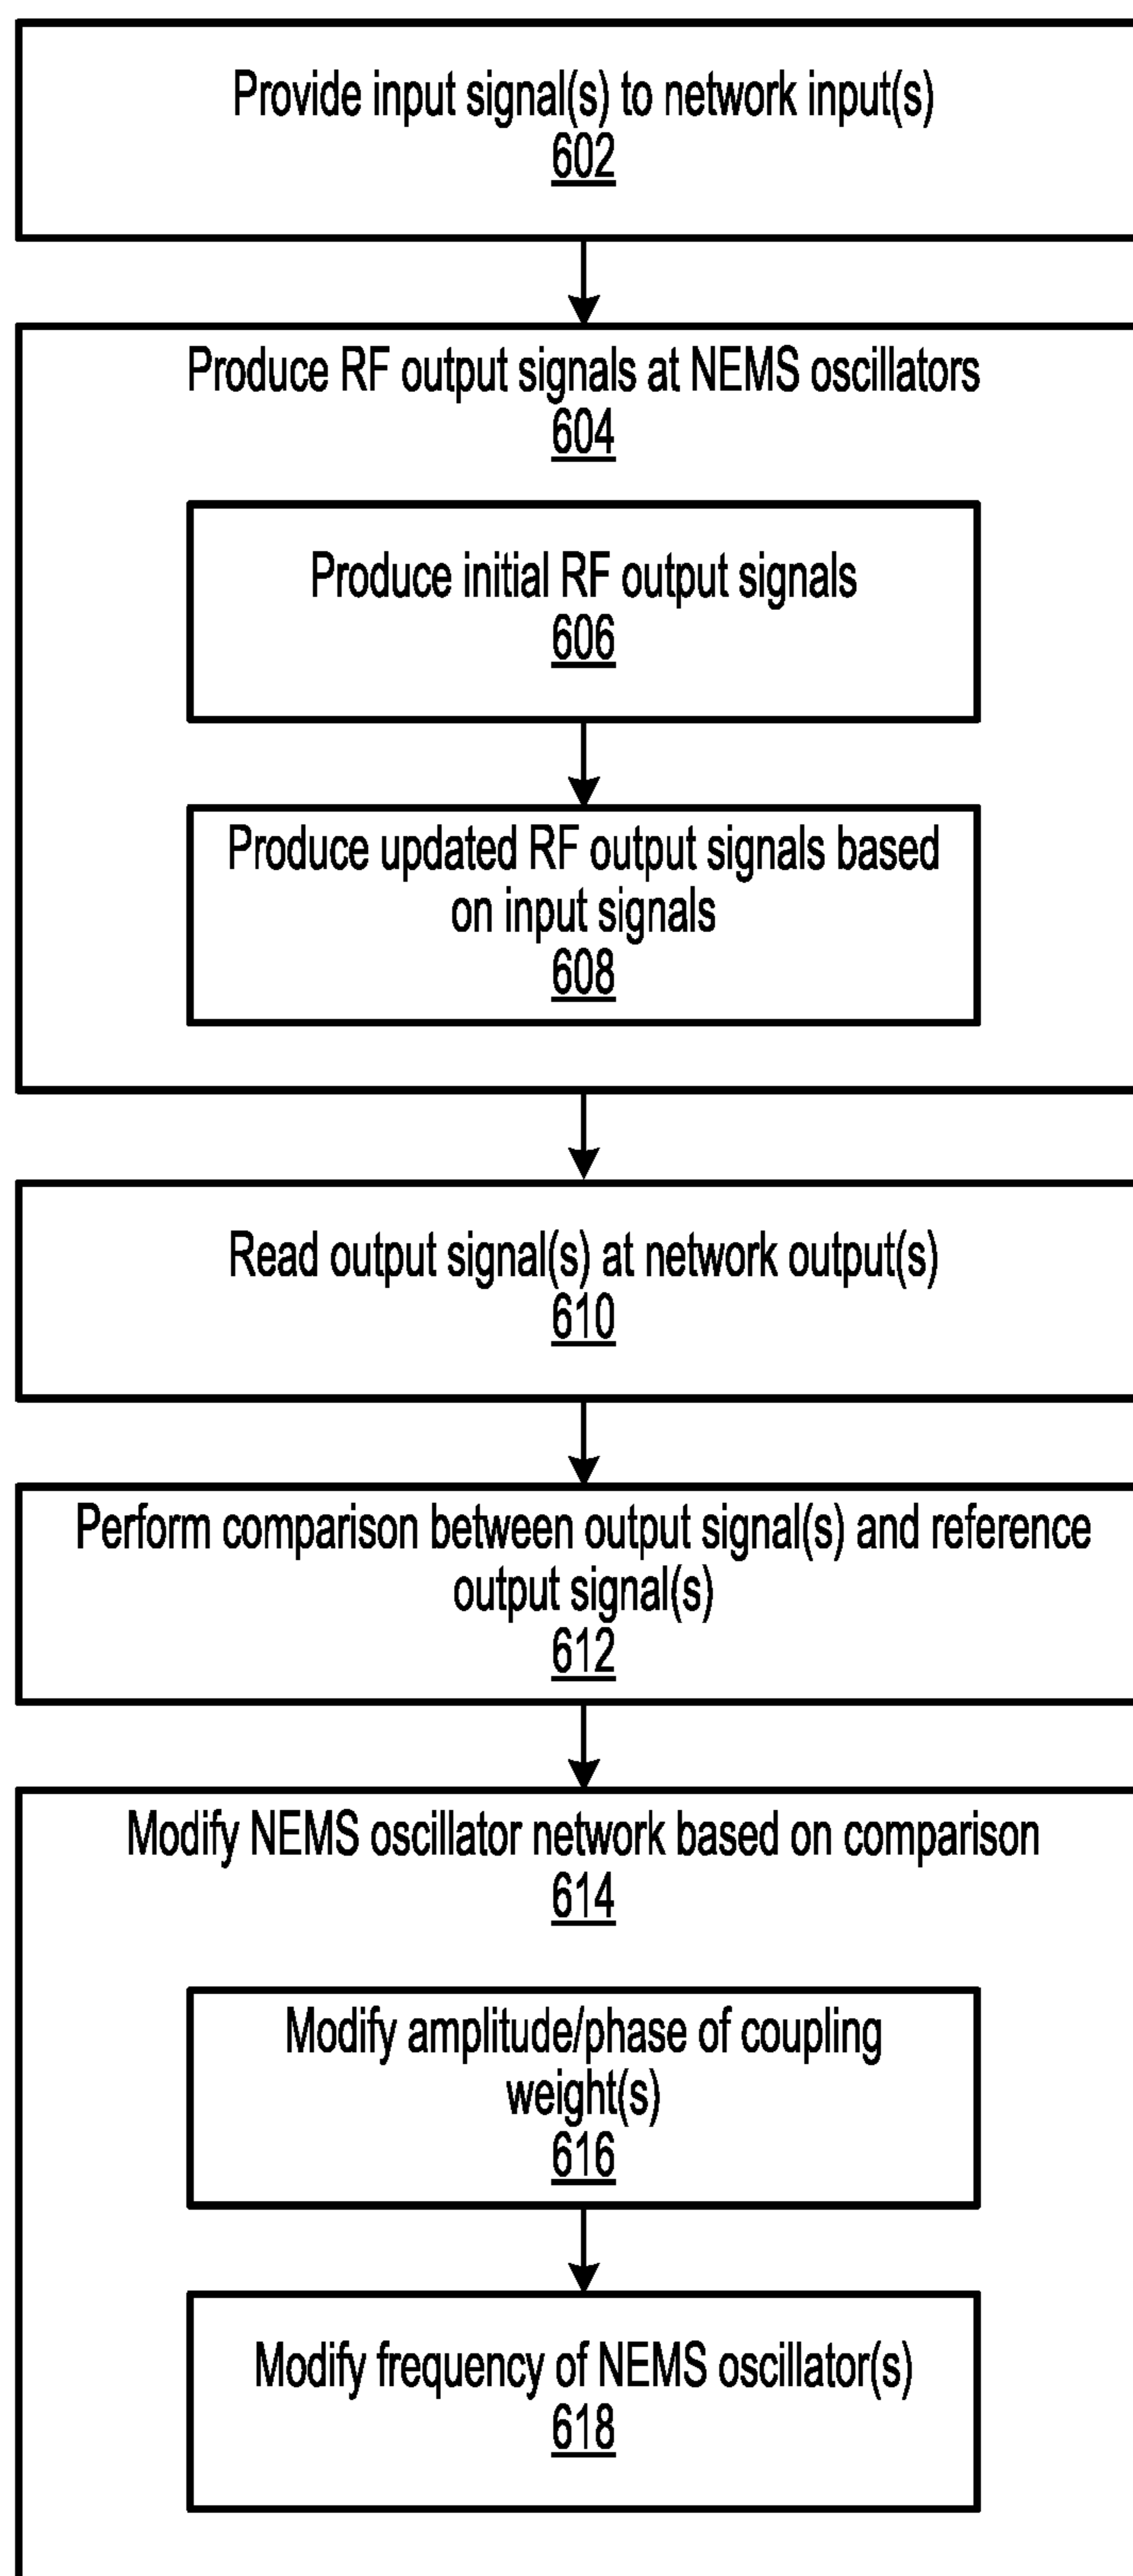 Provide input signal(s) to network input(s)
602
Produce RF output signals at NEMS oscillators
604
Produce initial RF output signals
606
Produce updated RF output signals based
on input signals
608
Read output signal(s) at network output(s)
610
Perform comparison between output signal(s) and reference
output signal(s)
612
Modify NEMS oscillator network based on comparison
614
Modify amplitude/phase of coupling
weight(s)
616
Modify frequency of NEMS oscillator(s)
618